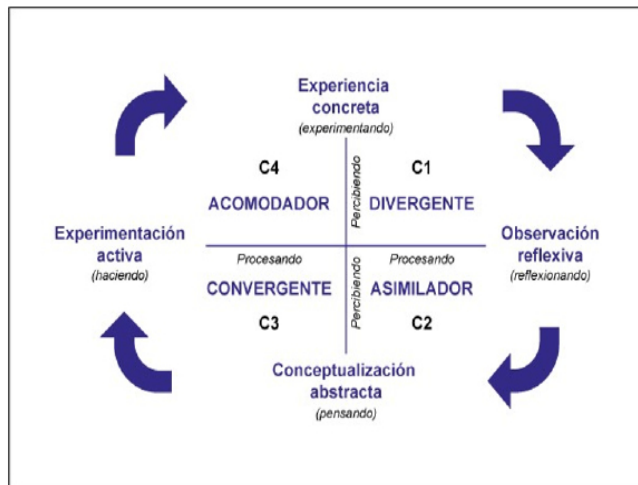 Experiencia
concreta
(experimentando)
C4
C1
Percibiendo
ACOMODADOR
DIVERGENTE
Experimentación
activa
(haciendo)
Observación
reflexiva
(reflexionando)
Procesando
Procesando
CONVERGENTE
ASIMILADOR
Percibiendo
C3
C2
Conceptualización
abstracta
(pensando)